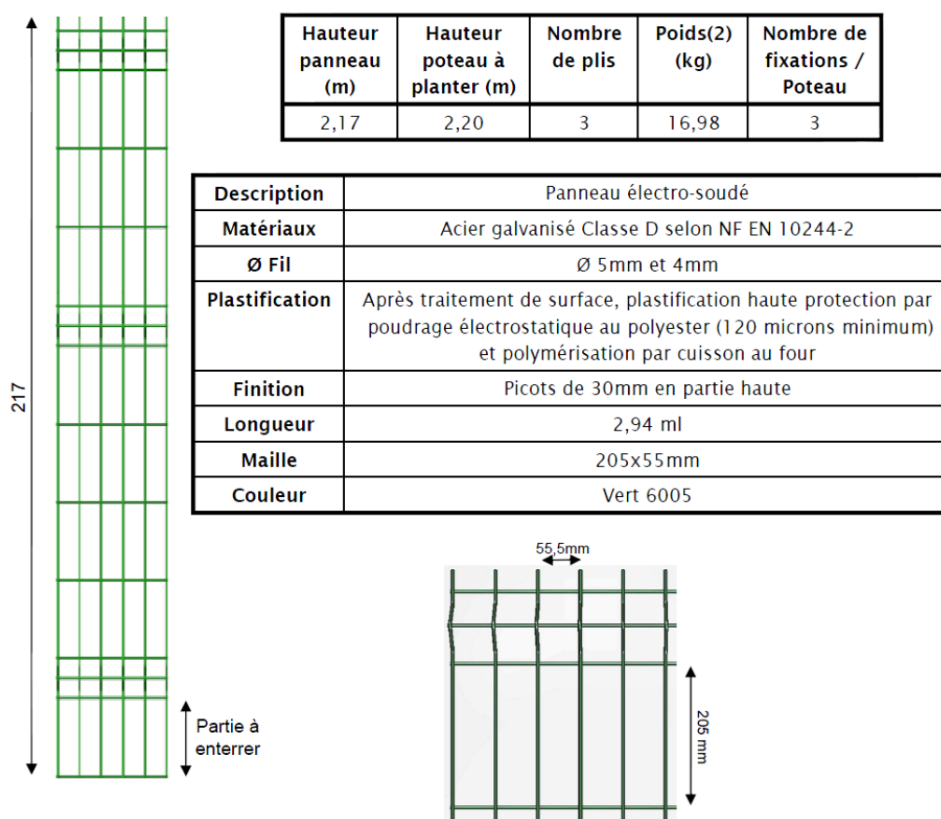 Hauteur panneau (m)
Hauteur poteau à planter (m)
Nombre de plis
Poids(2) (kg)
Nombre de fixations / Poteau
2,17
2,20
3
16,98
3
Description
Panneau électro-soudé
Matériaux
Acier galvanisé Classe D selon NF EN 10244-2
Ø Fil
Ø 5mm et 4mm
Plastification
Après traitement de surface, plastification haute protection par
poudrage électrostatique au polyester (120 microns minimum)
et polymérisation par cuisson au four
Finition
Picots de 30mm en partie haute
Longueur
2,94 ml
Maille
205x55mm
Couleur
Vert 6005
217
Partie à
enterrer
55,5mm
205 mm